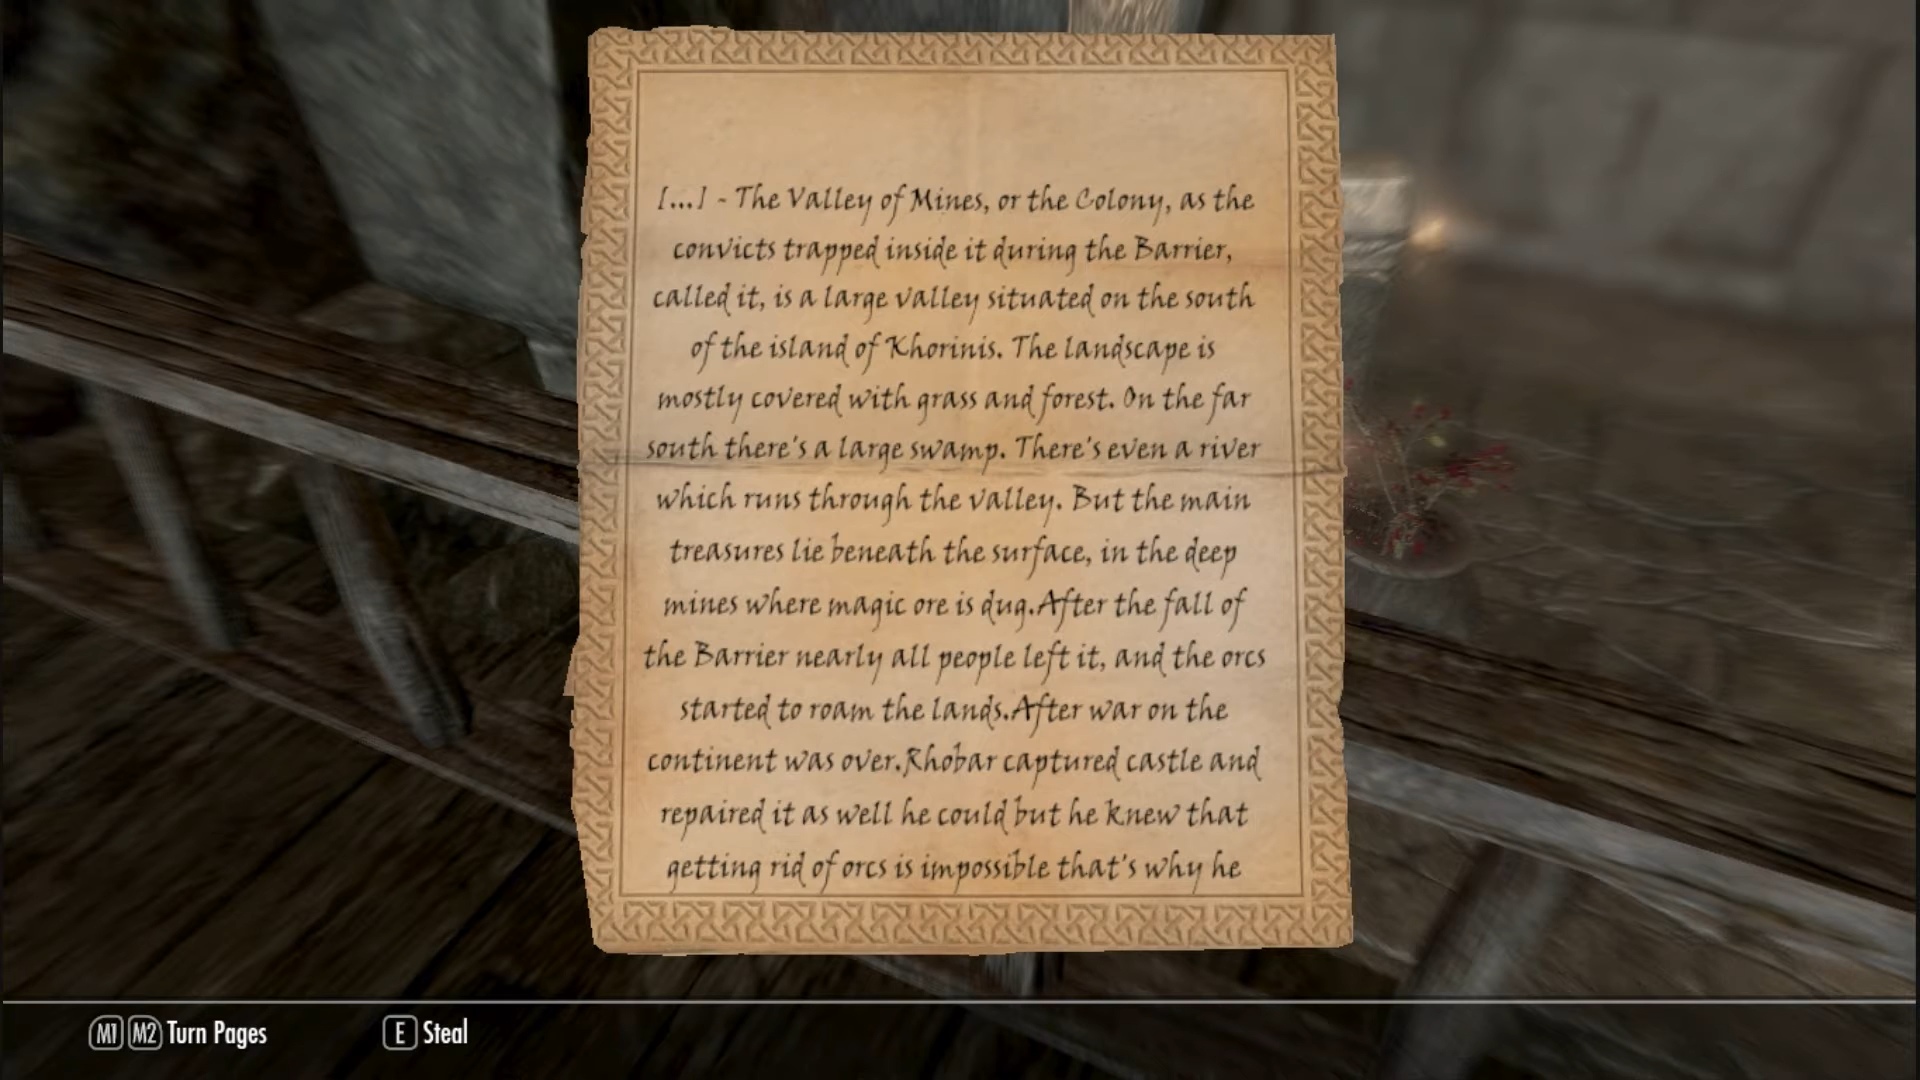 [...] - The Valley of Mines, or the Colony, as the
convicts trapped inside it during the Barrier,
called it, is a large valley situated on the south
of the island of Khorinis. The landscape is
mostly covered with grass and forest. On the far
south there's a large swamp. There's even a river
which runs through the valley. But the main
treasures lie beneath the surface, in the deep
mines where magic ore is dug.After the fall of
the Barrier nearly all people left it, and the orcs
started to roam the lands.After war on the
continent was over.Rhobar captured castle and
repaired it as well he could but he knew that
getting rid of orcs is impossible that's why he
M1 M2 Turn Pages
E Steal